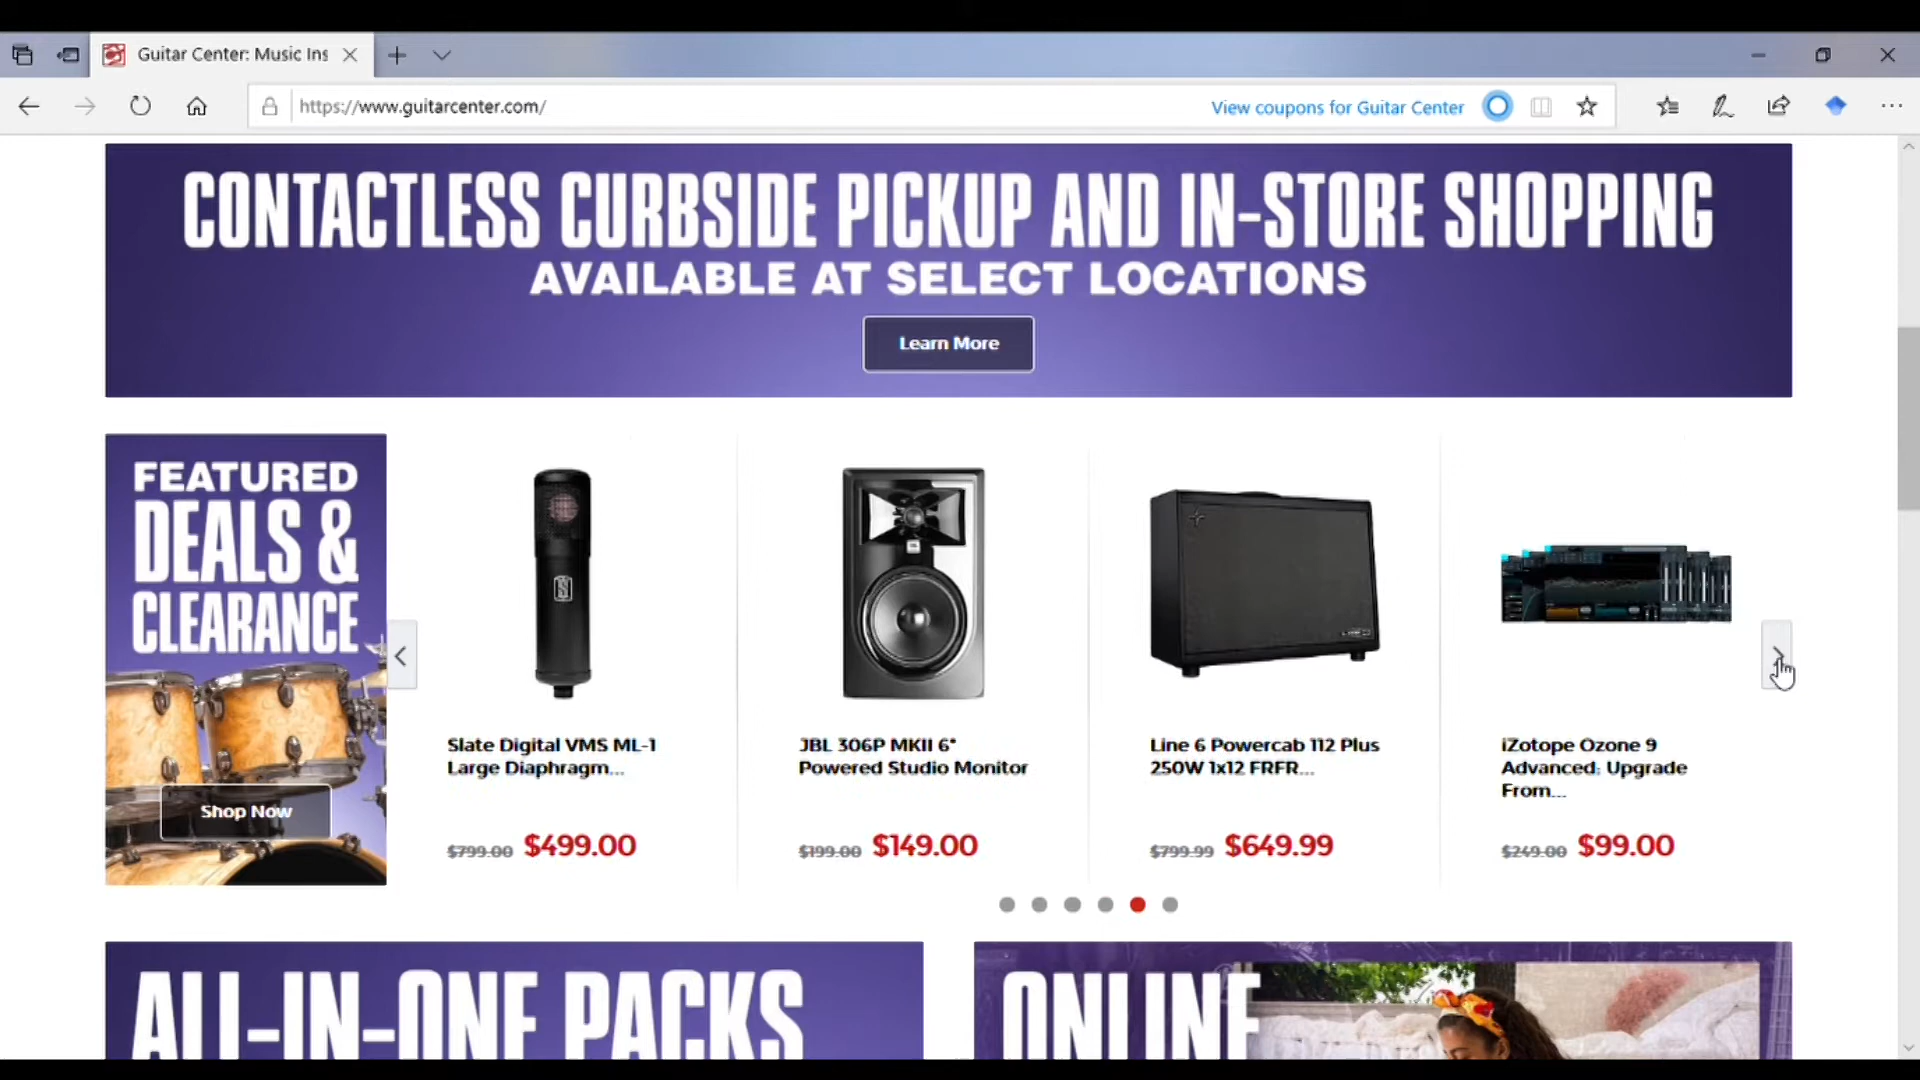 Guitar Center: Music Ins
https://www.guitarcenter.com/
View coupons for Guitar Center
CONTACTLESS CURBSIDE PICKUP AND IN-STORE SHOPPING
AVAILABLE AT SELECT LOCATIONS
Learn More
FEATURED
DEALS &
CLEARANCE
Shop Now
Slate Digital VMS ML-1
Large Diaphragm...
$799.00 $499.00
JBL 306P MKII 6"
Powered Studio Monitor
$199.00 $149.00
Line 6 Powercab 112 Plus
250W 1x12 FRFR...
$799.99 $649.99
iZotope Ozone 9
Advanced: Upgrade
From...
$249.00 $99.00
ALL-IN-ONE PACKS
ONLINE